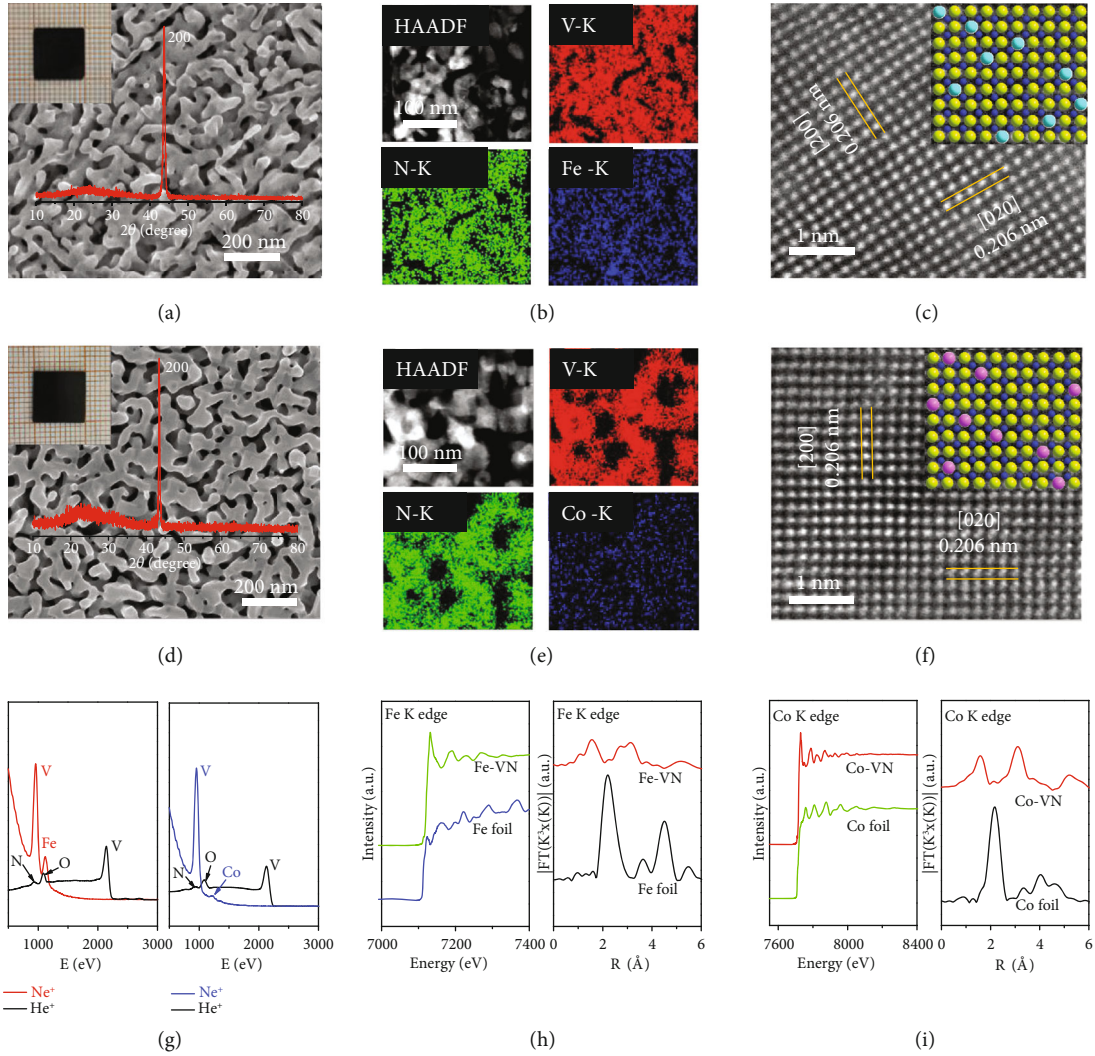 200
10 20 30 40 50 60 70 80
2θ (degree)
200 nm
(a)
HAADF
100 nm
V-K
N-K
Fe -K
(b)
[200]
0.206 nm
[020]
0.206 nm
1 nm
(c)
200
10 20 30 40 50 60 70 80
2θ (degree)
200 nm
(d)
HAADF
100 nm
V-K
N-K
Co -K
(e)
[200]
0.206 nm
[020]
0.206 nm
1 nm
(f)
V
Fe
N
O
V
1000 2000 3000
E (eV)
Ne⁺
He⁺
V
N
O
Co
V
1000 2000 3000
E (eV)
Ne⁺
He⁺
(g)
Fe K edge
Fe-VN
Fe foil
Intensity (a.u.)
7000 7200 7400
Energy (eV)
Fe K edge
Fe-VN
Fe foil
|FT(K³x(K))| (a.u.)
0 2 4 6
R (Å)
(h)
Co K edge
Co-VN
Co foil
Intensity (a.u.)
7600 8000 8400
Energy (eV)
Co K edge
Co-VN
Co foil
|FT(K³x(K))| (a.u.)
0 2 4 6
R (Å)
(i)